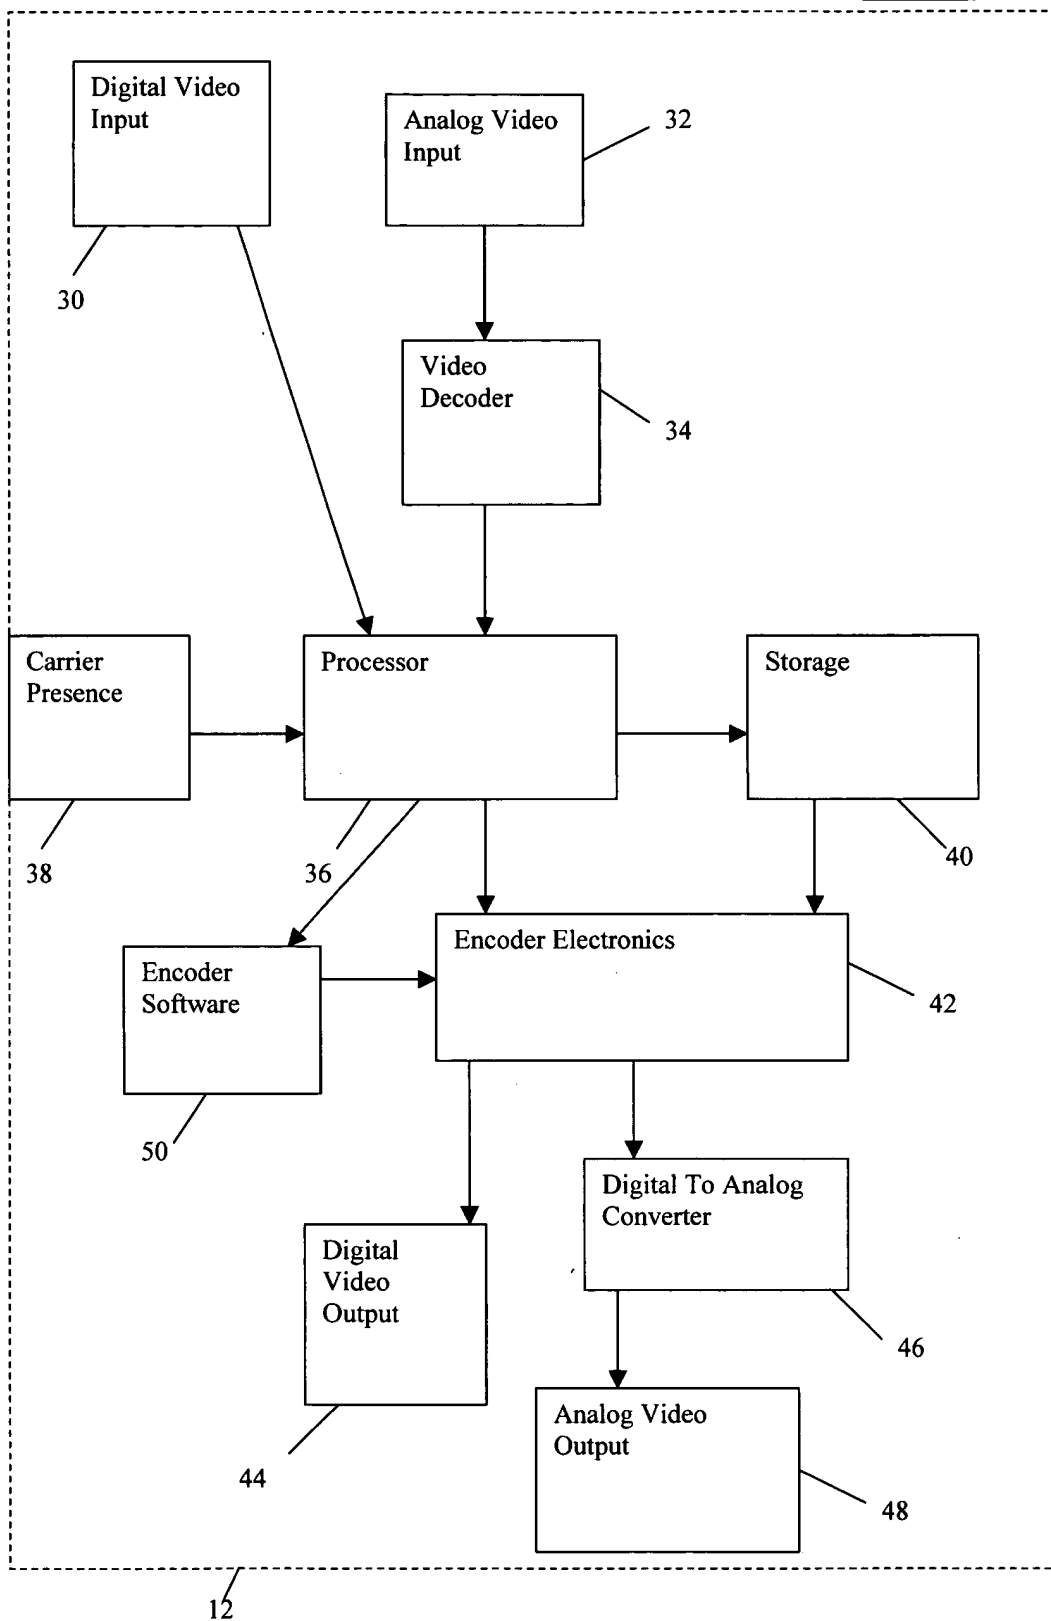 Digital Video
Input
Analog Video
Input
32
30
Video
Decoder
34
Carrier
Presence
Processor
Storage
38
36
40
Encoder Electronics
Encoder
Software
42
50
Digital To Analog
Converter
Digital
Video
Output
46
Analog Video
Output
44
48
12